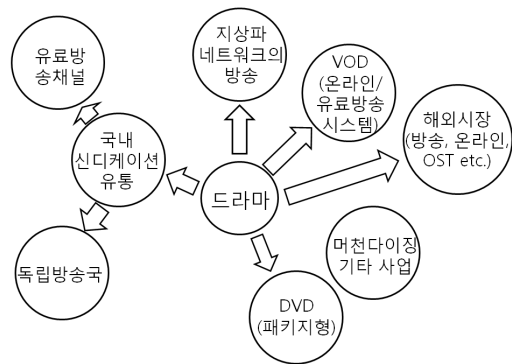 유료방
송채널
지상파
네트워크의
방송
VOD
(온라인/
유료방송
시스템)
해외시장
(방송, 온라인,
OST etc.)
국내
신디케이션
유통
드라마
독립방송국
머천다이징
기타 사업
DVD
(패키지형)